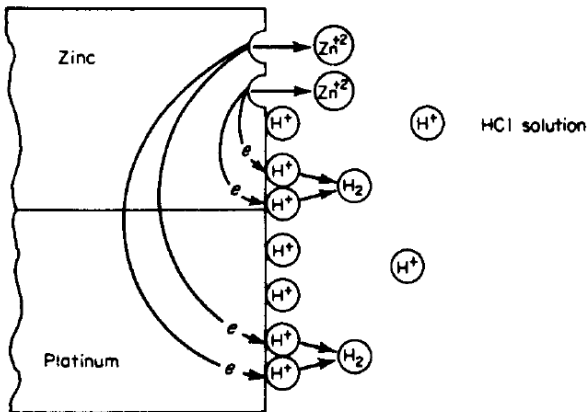 Zinc
Zn+2
Zn+2
H+
H+ HCl solution
e H+
H2
e H+
H+
H+
H+
e H+
H2
Platinum
e H+